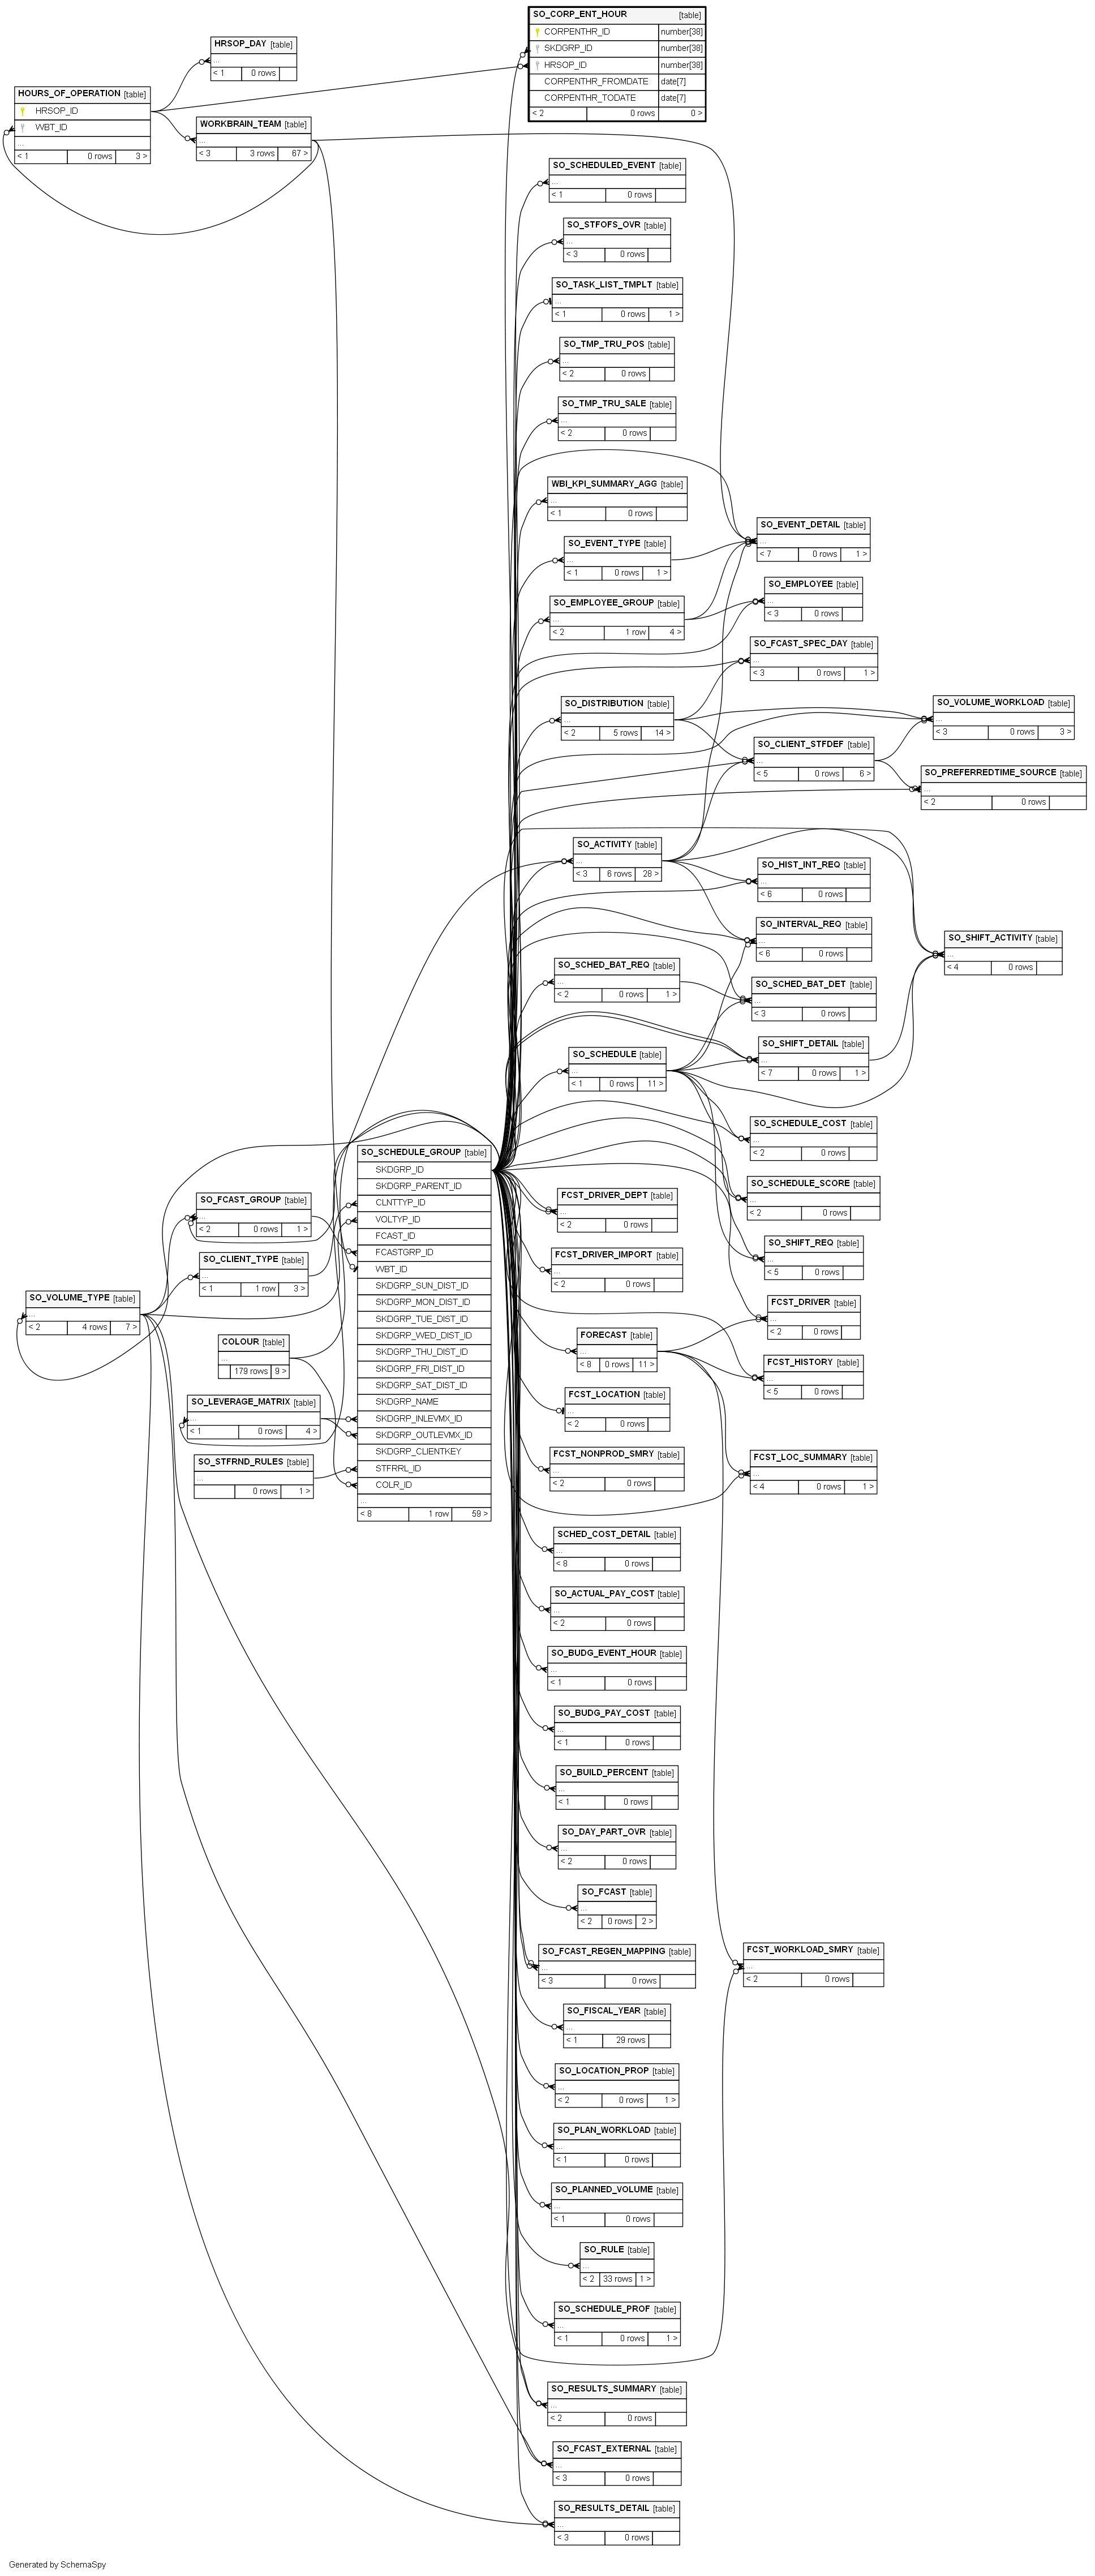 SO_CORP_ENT_HOUR [table]
CORPENTHR_ID number[38]
SKDGRP_ID number[38]
HRSOP_ID number[38]
CORPENTHR_FROMDATE date[7]
CORPENTHR_TODATE date[7]
< 2 0 rows 0 >
HRSOP_DAY [table]
...
< 1 0 rows
HOURS_OF_OPERATION [table]
HRSOP_ID
WBT_ID
...
< 1 0 rows 3 >
WORKBRAIN_TEAM [table]
...
< 3 3 rows 67 >
SO_SCHEDULED_EVENT [table]
...
< 1 0 rows
SO_STFOFS_OVR [table]
...
< 3 0 rows
SO_TASK_LIST_TMPLT [table]
...
< 1 0 rows 1 >
SO_TMP_TRU_POS [table]
...
< 2 0 rows
SO_TMP_TRU_SALE [table]
...
< 2 0 rows
WBI_KPI_SUMMARY_AGG [table]
...
< 1 0 rows
SO_EVENT_DETAIL [table]
...
< 7 0 rows 1 >
SO_EVENT_TYPE [table]
...
< 1 0 rows 1 >
SO_EMPLOYEE [table]
...
< 3 0 rows
SO_EMPLOYEE_GROUP [table]
...
< 2 1 row 4 >
SO_FCAST_SPEC_DAY [table]
...
< 3 0 rows 1 >
SO_DISTRIBUTION [table]
...
< 2 5 rows 14 >
SO_VOLUME_WORKLOAD [table]
...
< 3 0 rows 3 >
SO_CLIENT_STFDEF [table]
...
< 5 0 rows 6 >
SO_PREFERREDTIME_SOURCE [table]
...
< 2 0 rows
SO_ACTIVITY [table]
...
< 3 6 rows 28 >
SO_HIST_INT_REQ [table]
...
< 6 0 rows
SO_INTERVAL_REQ [table]
...
< 6 0 rows
SO_SHIFT_ACTIVITY [table]
...
< 4 0 rows
SO_SCHED_BAT_REQ [table]
...
< 2 0 rows 1 >
SO_SCHED_BAT_DET [table]
...
< 3 0 rows
SO_SHIFT_DETAIL [table]
...
< 7 0 rows 1 >
SO_SCHEDULE [table]
...
< 1 0 rows 11 >
SO_SCHEDULE_COST [table]
...
< 2 0 rows
SO_SCHEDULE_GROUP [table]
SKDGRP_ID
SKDGRP_PARENT_ID
CLNTTYP_ID
VOLTYP_ID
FCAST_ID
FCASTGRP_ID
WBT_ID
SKDGRP_SUN_DIST_ID
SKDGRP_MON_DIST_ID
SKDGRP_TUE_DIST_ID
SKDGRP_WED_DIST_ID
SKDGRP_THU_DIST_ID
SKDGRP_FRI_DIST_ID
SKDGRP_SAT_DIST_ID
SKDGRP_NAME
SKDGRP_INLEVMX_ID
SKDGRP_OUTLEVMX_ID
SKDGRP_CLIENTKEY
STFRRL_ID
COLR_ID
...
< 8 1 row 59 >
SO_FCAST_GROUP [table]
...
< 2 0 rows 1 >
SO_CLIENT_TYPE [table]
...
< 1 1 row 3 >
SO_VOLUME_TYPE [table]
...
< 2 4 rows 7 >
COLOUR [table]
...
179 rows 9 >
SO_LEVERAGE_MATRIX [table]
...
< 1 0 rows 4 >
SO_STFRND_RULES [table]
...
0 rows 1 >
SO_SCHEDULE_SCORE [table]
...
< 2 0 rows
FCST_DRIVER_DEPT [table]
...
< 2 0 rows
SO_SHIFT_REQ [table]
...
< 5 0 rows
FCST_DRIVER_IMPORT [table]
...
< 2 0 rows
FCST_DRIVER [table]
...
< 2 0 rows
FORECAST [table]
...
< 8 0 rows 11 >
FCST_HISTORY [table]
...
< 5 0 rows
FCST_LOCATION [table]
...
< 2 0 rows
FCST_NONPROD_SMRY [table]
...
< 2 0 rows
FCST_LOC_SUMMARY [table]
...
< 4 0 rows 1 >
SCHED_COST_DETAIL [table]
...
< 8 0 rows
SO_ACTUAL_PAY_COST [table]
...
< 2 0 rows
SO_BUDG_EVENT_HOUR [table]
...
< 1 0 rows
SO_BUDG_PAY_COST [table]
...
< 1 0 rows
SO_BUILD_PERCENT [table]
...
< 1 0 rows
SO_DAY_PART_OVR [table]
...
< 2 0 rows
SO_FCAST [table]
...
< 2 0 rows 2 >
SO_FCAST_REGEN_MAPPING [table]
...
< 3 0 rows
FCST_WORKLOAD_SMRY [table]
...
< 2 0 rows
SO_FISCAL_YEAR [table]
...
< 1 29 rows
SO_LOCATION_PROP [table]
...
< 2 0 rows 1 >
SO_PLAN_WORKLOAD [table]
...
< 1 0 rows
SO_PLANNED_VOLUME [table]
...
< 1 0 rows
SO_RULE [table]
...
< 2 33 rows 1 >
SO_SCHEDULE_PROF [table]
...
< 1 0 rows 1 >
SO_RESULTS_SUMMARY [table]
...
< 2 0 rows
SO_FCAST_EXTERNAL [table]
...
< 3 0 rows
SO_RESULTS_DETAIL [table]
...
< 3 0 rows
Generated by SchemaSpy